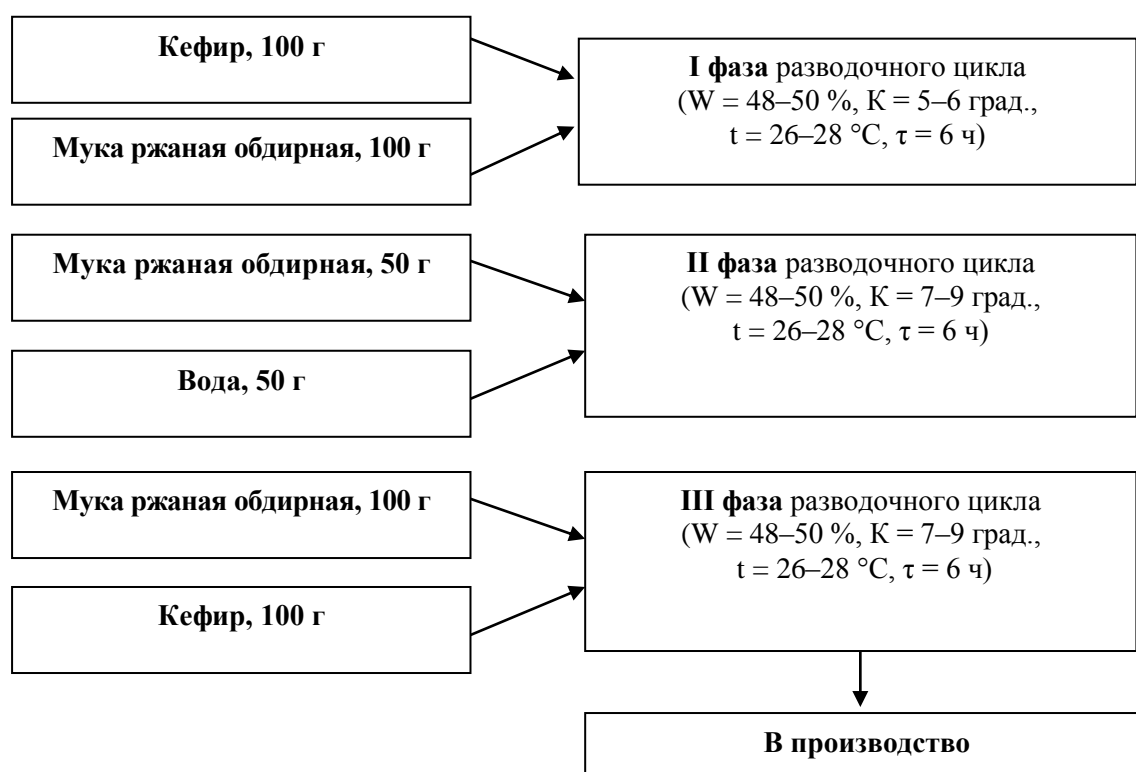 Кефир, 100 г
Мука ржаная обдирная, 100 г
I фаза разводочного цикла
(W = 48–50 %, К = 5–6 град.,
t = 26–28 °С, τ = 6 ч)
Мука ржаная обдирная, 50 г
Вода, 50 г
II фаза разводочного цикла
(W = 48–50 %, К = 7–9 град.,
t = 26–28 °С, τ = 6 ч)
Мука ржаная обдирная, 100 г
Кефир, 100 г
III фаза разводочного цикла
(W = 48–50 %, К = 7–9 град.,
t = 26–28 °С, τ = 6 ч)
В производство